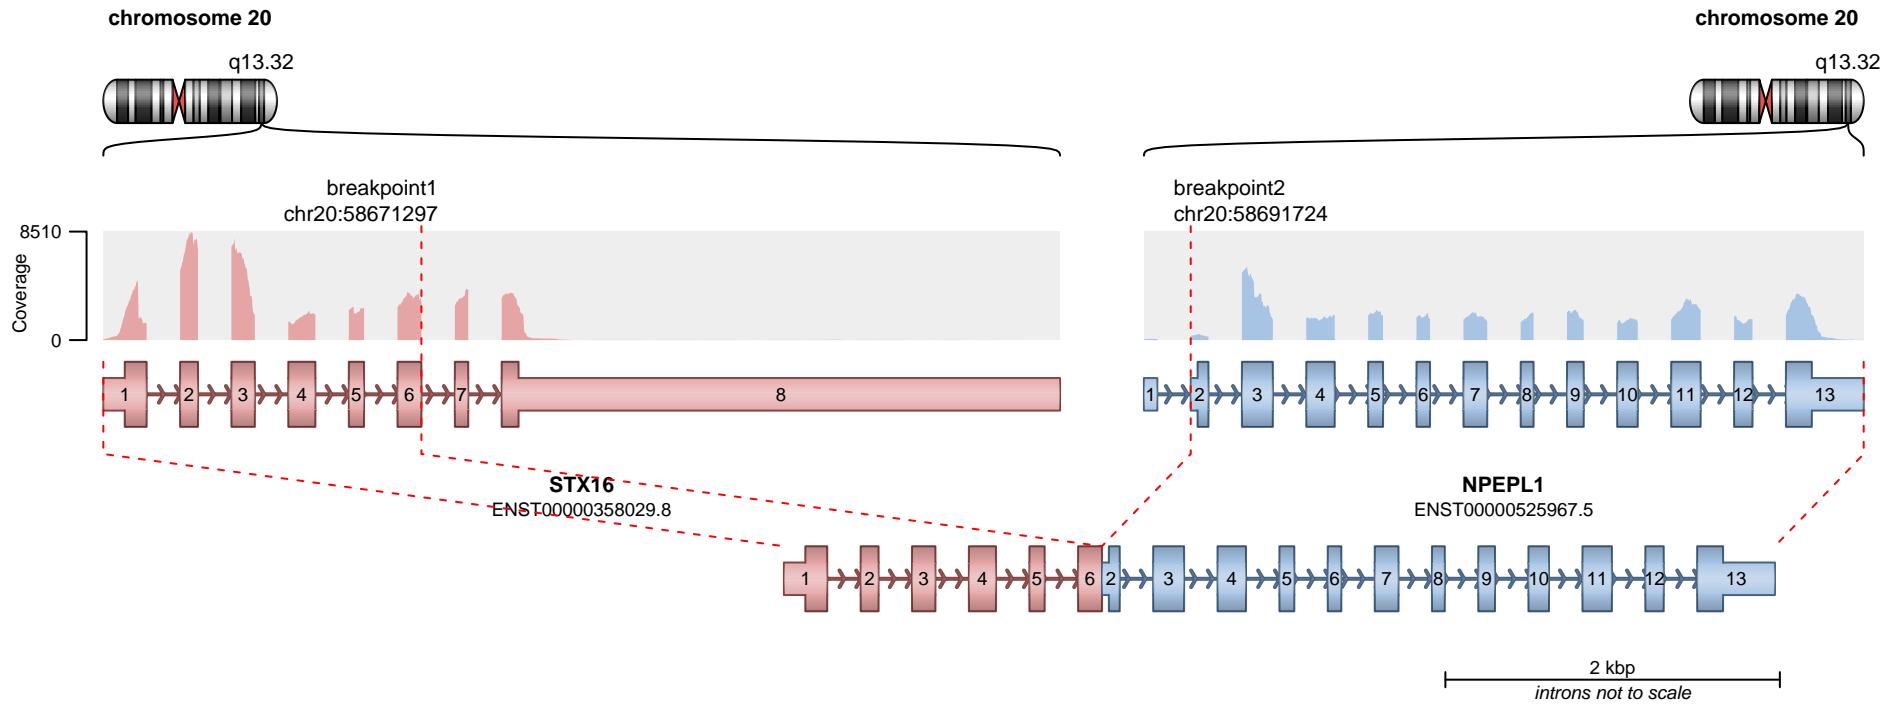 chromosome 20
chromosome 20
q13.32
q13.32
breakpoint1
chr20:58671297
breakpoint2
chr20:58691724
8510
Coverage
0
1 2 3 4 5 6 7 8
1 2 3 4 5 6 7 8 9 10 11 12 13
STX16
ENST00000358029.8
NPEPL1
ENST00000525967.5
1 2 3 4 5 6 2 3 4 5 6 7 8 9 10 11 12 13
2 kbp
introns not to scale